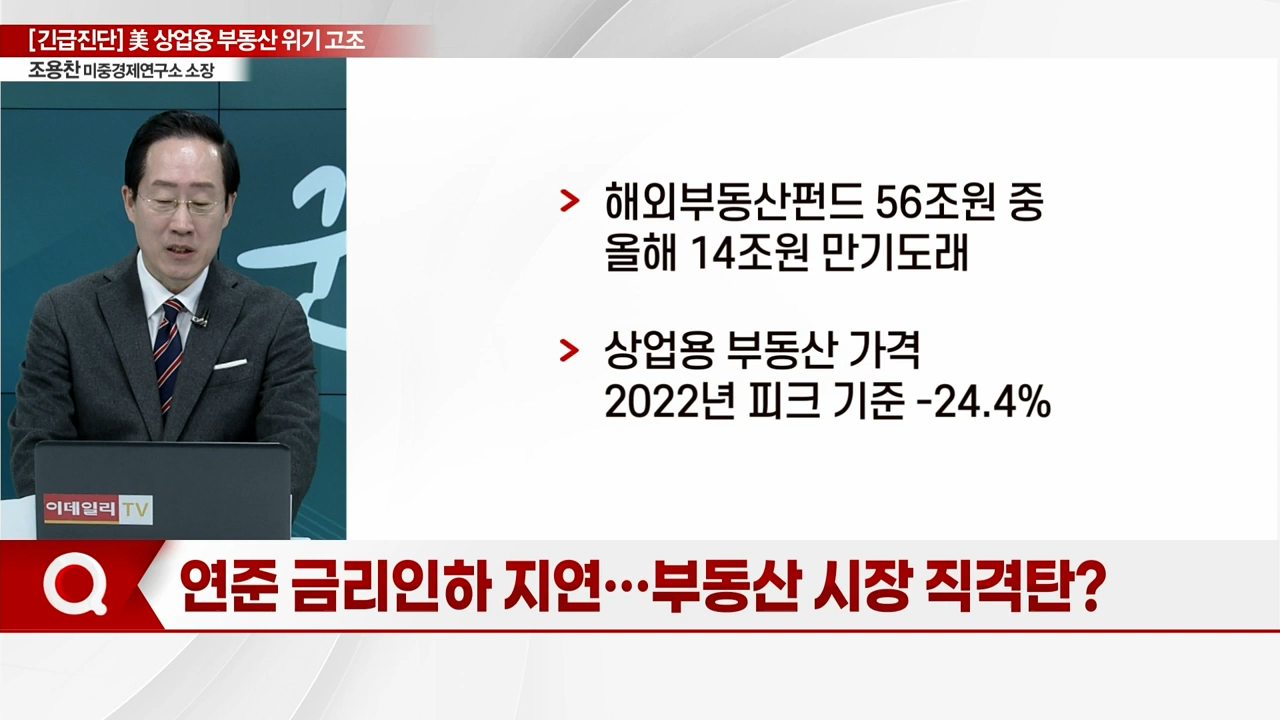 [긴급진단] 美 상업용 부동산 위기 고조
조용찬 미중경제연구소 소장
> 해외부동산펀드 56조원 중
올해 14조원 만기도래
> 상업용 부동산 가격
2022년 피크 기준 -24.4%
이데일리 TV
Q 연준 금리인하 지연…부동산 시장 직격탄?